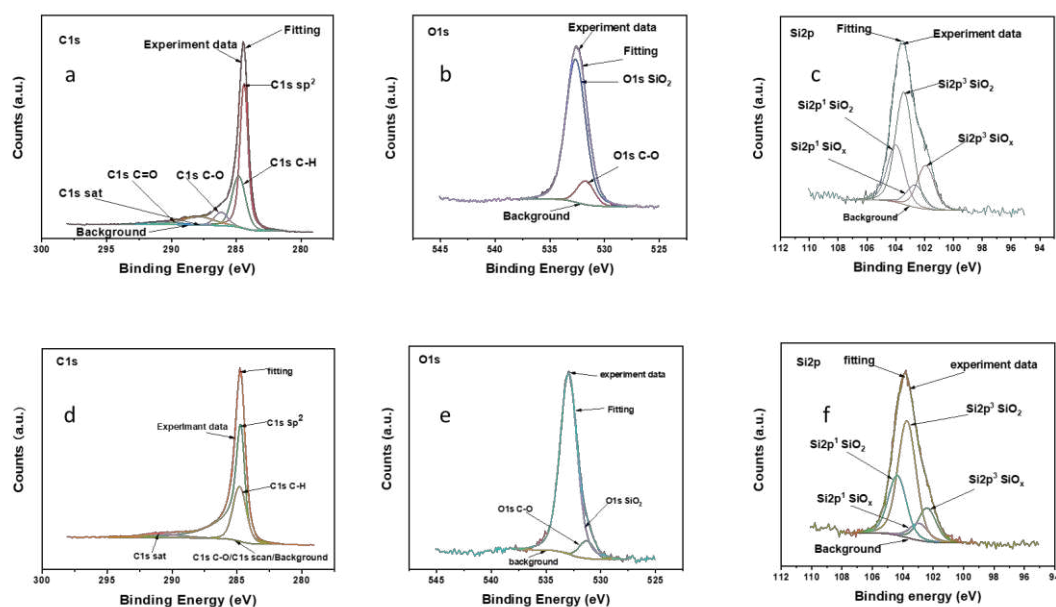 C1s
Fitting
Experiment data
a
C1s sp2
C1s C=O
C1s C-O
C1s C-H
C1s sat
Background
Counts (a.u.)
300 295 290 285 280
Binding Energy (eV)
O1s
Experiment data
b
Fitting
O1s SiO2
O1s C-O
Background
Counts (a.u.)
545 540 535 530 525
Binding Energy (eV)
Si2p
Fitting
Experiment data
c
Si2p3 SiO2
Si2p1 SiO2
Si2p1 SiOx
Si2p3 SiOx
Background
Counts (a.u.)
112 110 108 106 104 102 100 98 96 94
Binding energy (eV)
C1s
fitting
d
C1s Sp2
Experimant data
C1s C-H
C1s sat
C1s C-O/C1s scan/Background
Counts (a.u.)
300 295 290 285 280
Binding Energy (eV)
O1s
experiment data
e
Fitting
O1s C-O
O1s SiO2
background
Counts (a.u.)
545 540 535 530 525
Binding Energy (eV)
Si2p
fitting
experiment data
f
Si2p3 SiO2
Si2p1 SiO2
Si2p1 SiOx
Si2p3 SiOx
Background
Counts (a.u.)
112 110 108 106 104 102 100 98 96 94
Binding energy (eV)